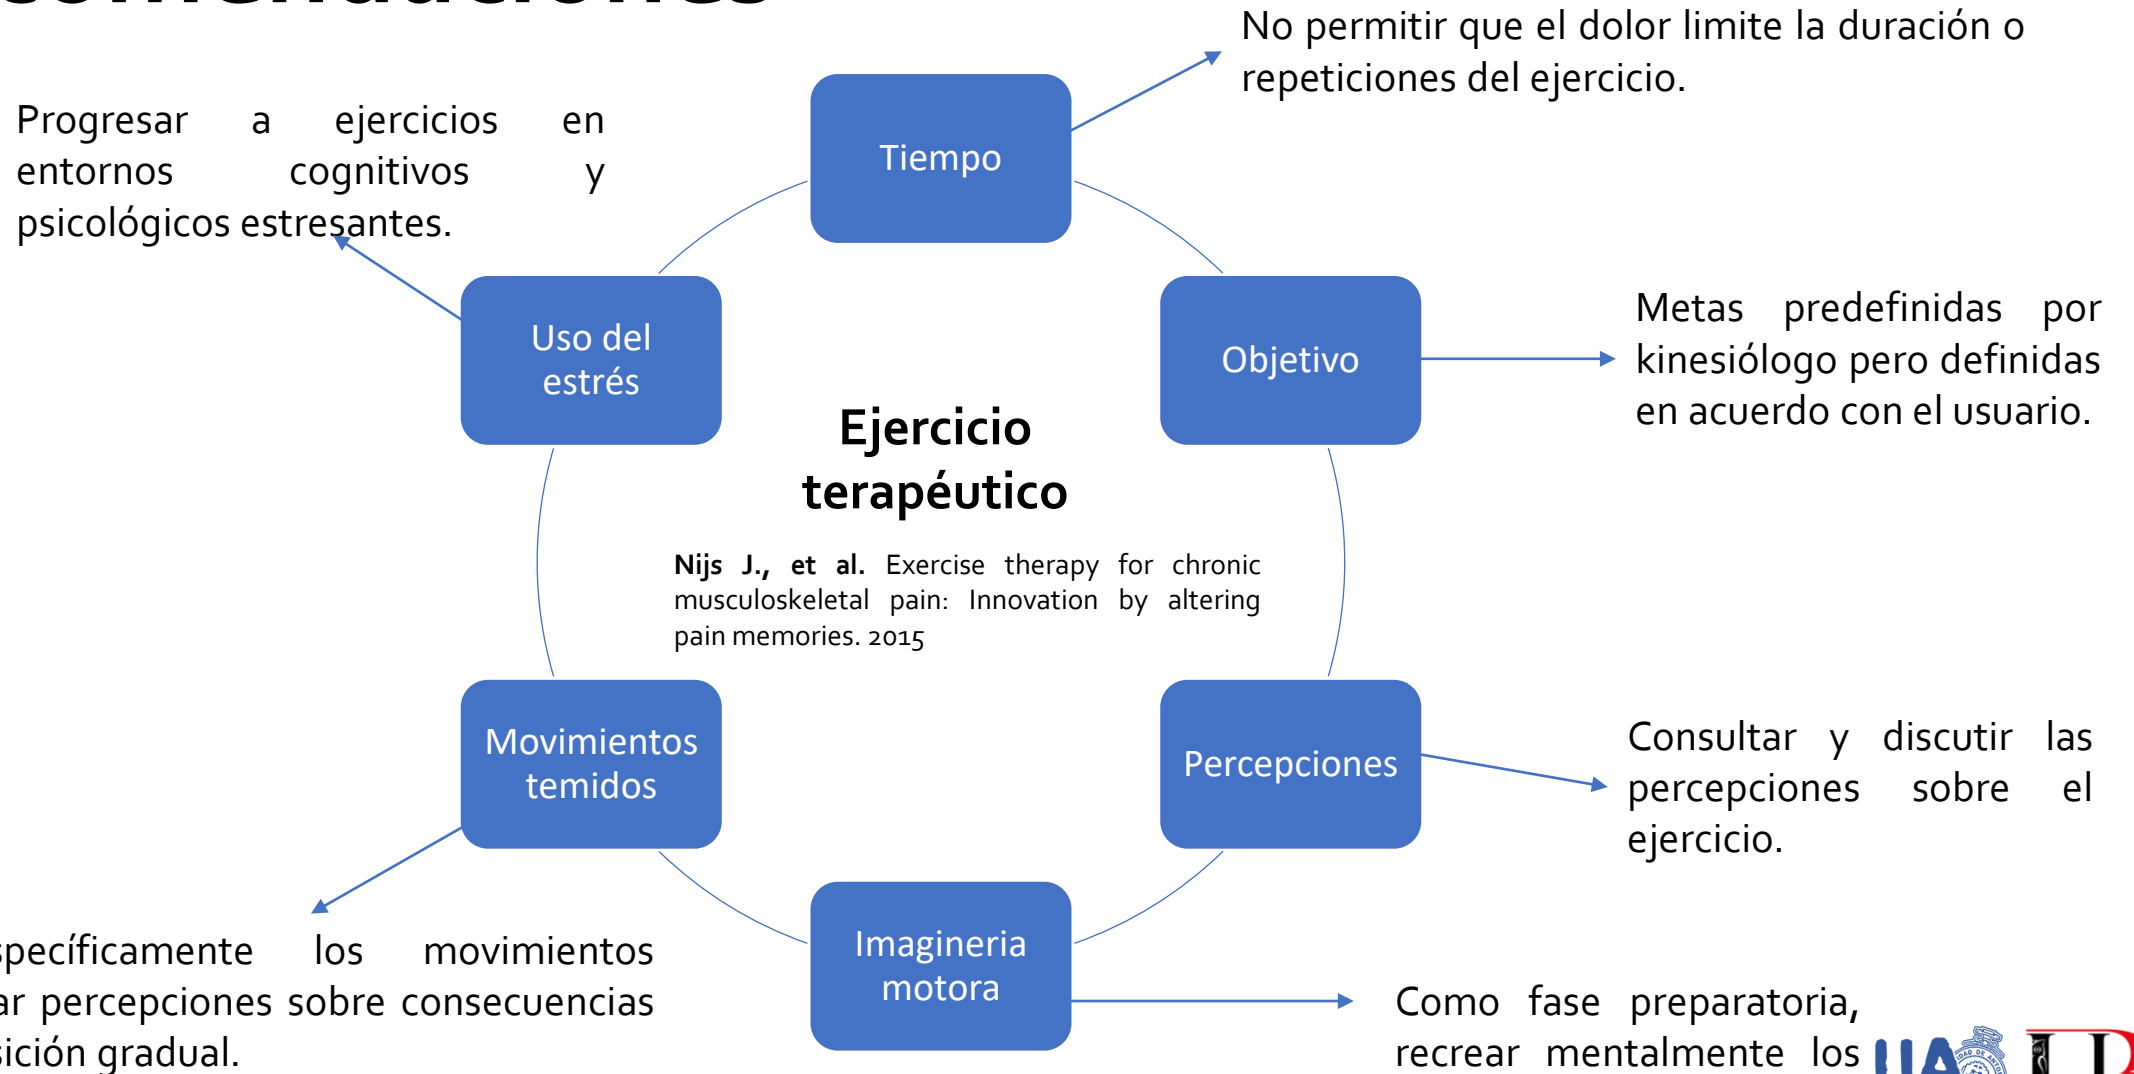 comendaciones
No permitir que el dolor limite la duración o
repeticiones del ejercicio.
Tiempo
Progresar a ejercicios en
entornos cognitivos y
psicológicos estresantes.
Uso del
estrés
Objetivo
Metas predefinidas por
kinesiólogo pero definidas
en acuerdo con el usuario.
Ejercicio
terapéutico
Nijs J., et al. Exercise therapy for chronic
musculoskeletal pain: Innovation by altering
pain memories. 2015
Movimientos
temidos
Percepciones
Consultar y discutir las
percepciones sobre el
ejercicio.
Imagineria
motora
específicamente los movimientos
ar percepciones sobre consecuencias
sición gradual.
Como fase preparatoria,
recrear mentalmente los
UA